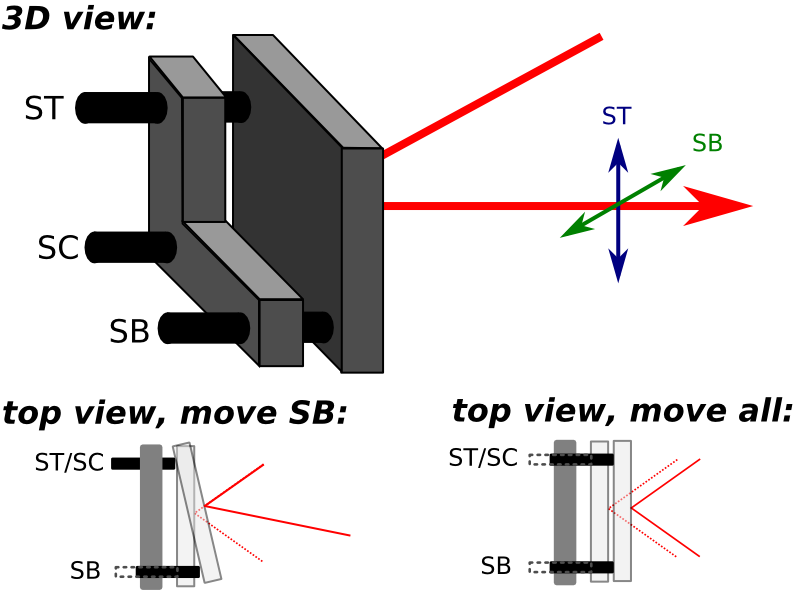 3D view:
ST
ST
SB
SC
SB
top view, move SB:
ST/SC
SB
top view, move all:
ST/SC
SB